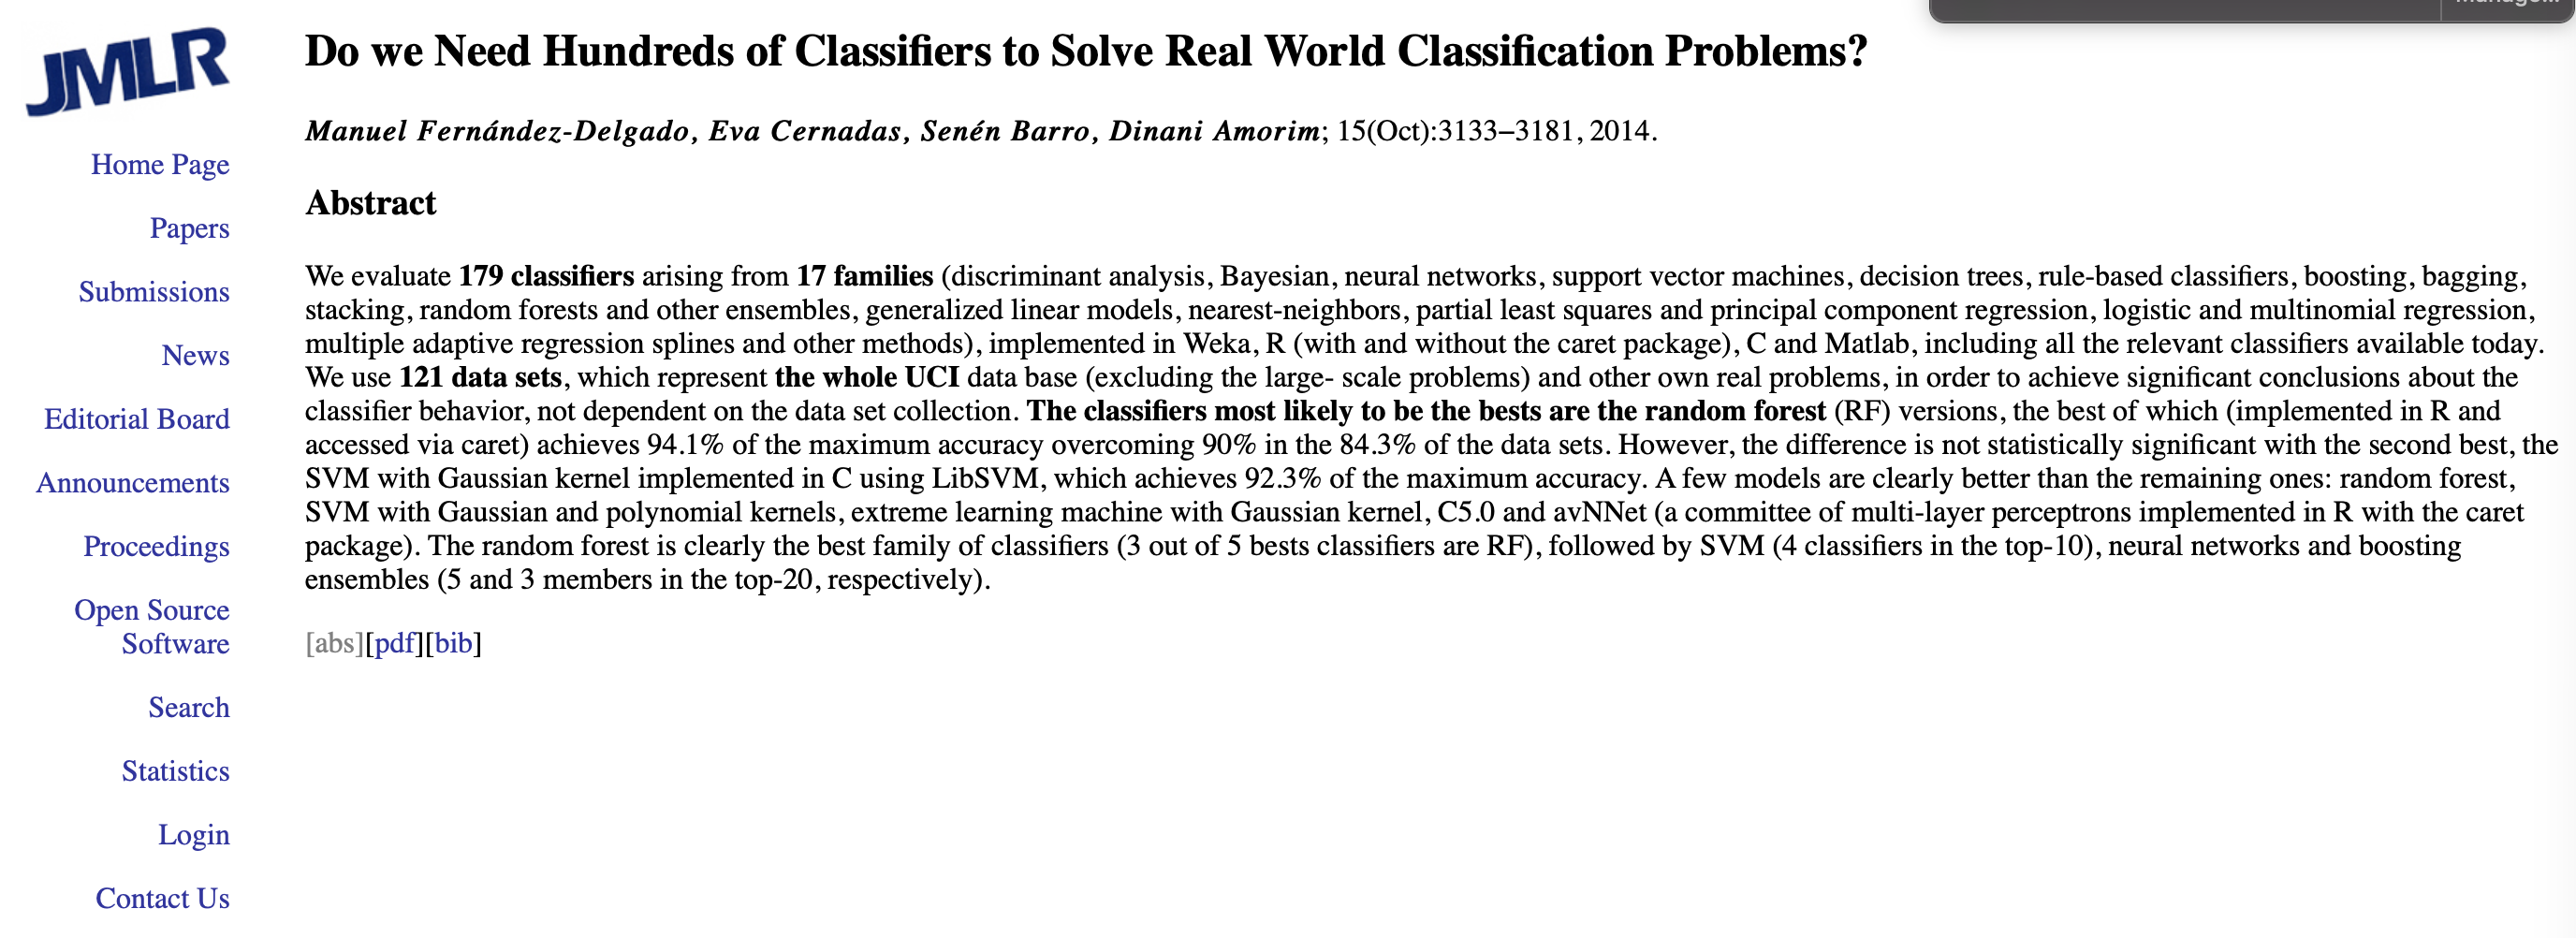 JMLR
Home Page
Papers
Submissions
News
Editorial Board
Announcements
Proceedings
Open Source
Software
Search
Statistics
Login
Contact Us
Do we Need Hundreds of Classifiers to Solve Real World Classification Problems?
Manuel Fernández-Delgado, Eva Cernadas, Senén Barro, Dinani Amorim; 15(Oct):3133−3181, 2014.
Abstract
We evaluate 179 classifiers arising from 17 families (discriminant analysis, Bayesian, neural networks, support vector machines, decision trees, rule-based classifiers, boosting, bagging,
stacking, random forests and other ensembles, generalized linear models, nearest-neighbors, partial least squares and principal component regression, logistic and multinomial regression,
multiple adaptive regression splines and other methods), implemented in Weka, R (with and without the caret package), C and Matlab, including all the relevant classifiers available today.
We use 121 data sets, which represent the whole UCI data base (excluding the large- scale problems) and other own real problems, in order to achieve significant conclusions about the
classifier behavior, not dependent on the data set collection. The classifiers most likely to be the bests are the random forest (RF) versions, the best of which (implemented in R and
accessed via caret) achieves 94.1% of the maximum accuracy overcoming 90% in the 84.3% of the data sets. However, the difference is not statistically significant with the second best, the
SVM with Gaussian kernel implemented in C using LibSVM, which achieves 92.3% of the maximum accuracy. A few models are clearly better than the remaining ones: random forest,
SVM with Gaussian and polynomial kernels, extreme learning machine with Gaussian kernel, C5.0 and avNNet (a committee of multi-layer perceptrons implemented in R with the caret
package). The random forest is clearly the best family of classifiers (3 out of 5 bests classifiers are RF), followed by SVM (4 classifiers in the top-10), neural networks and boosting
ensembles (5 and 3 members in the top-20, respectively).
[abs][pdf][bib]